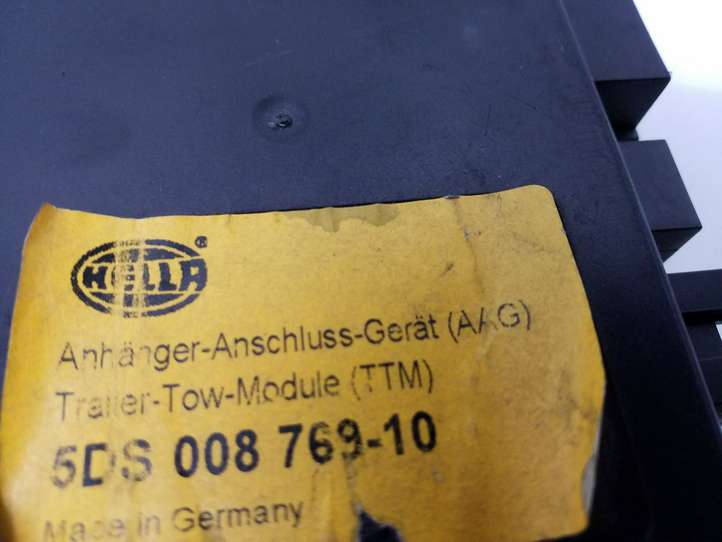 HELLA ®
Anhänger-Anschluss-Gerät (AAG)
Trailer-Tow-Module (TTM)
5DS 008 769-10
Made in Germany